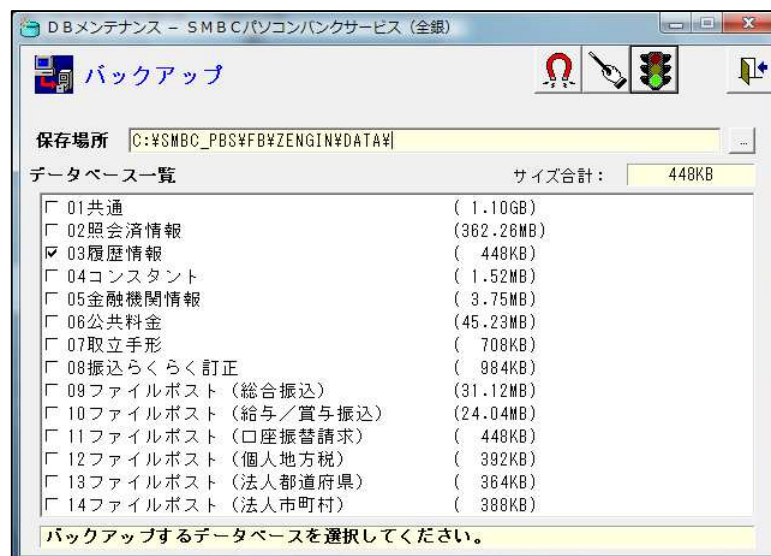 DBメンテナンス - SMBCパソコンバンクサービス（全銀）
バックアップ
保存場所 C:¥SMBC_PBS¥FB¥ZENGIN¥DATA¥
...
データベース一覧 サイズ合計： 448KB
01共通 ( 1.10GB)
02照会済情報 (362.26MB)
03履歴情報 ( 448KB)
04コンスタント ( 1.52MB)
05金融機関情報 ( 3.75MB)
06公共料金 (45.23MB)
07取立手形 ( 708KB)
08振込らくらく訂正 ( 984KB)
09ファイルポスト（総合振込） (31.12MB)
10ファイルポスト（給与／賞与振込） (24.04MB)
11ファイルポスト（口座振替請求） ( 448KB)
12ファイルポスト（個人地方税） ( 392KB)
13ファイルポスト（法人都道府県） ( 364KB)
14ファイルポスト（法人市町村） ( 388KB)
バックアップするデータベースを選択してください。